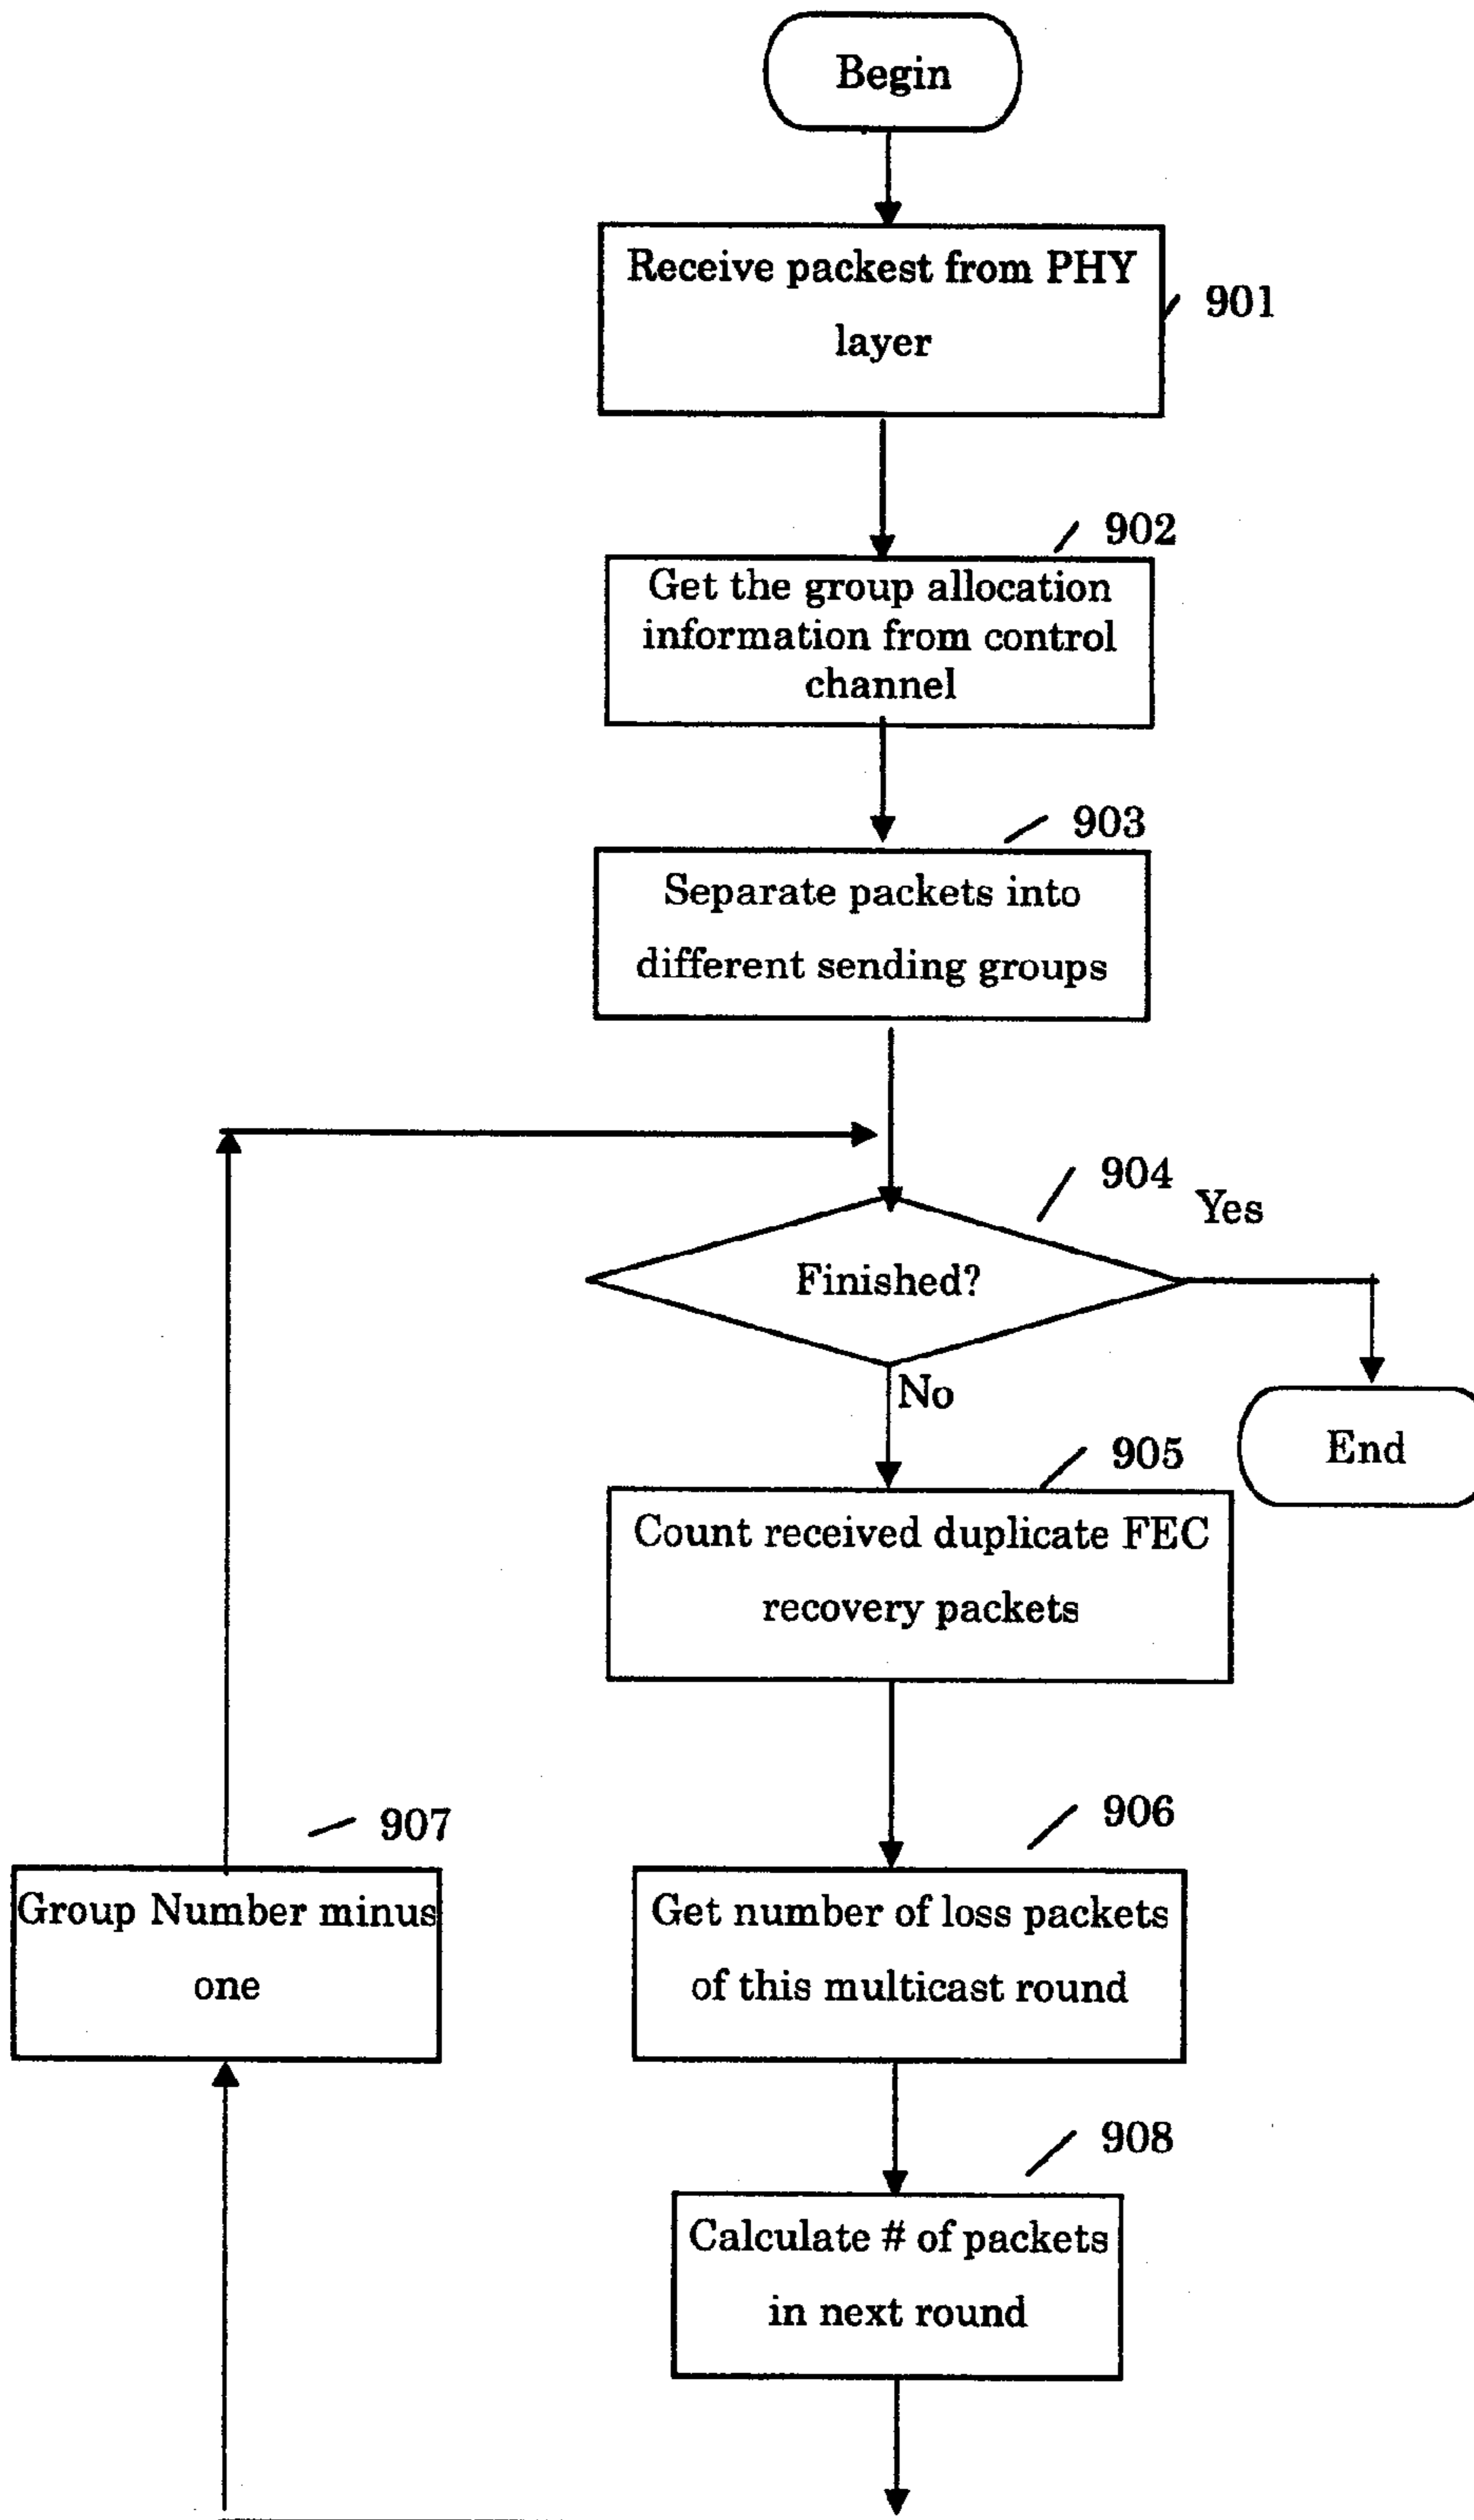 Begin
Receive packest from PHY
layer
901
902
Get the group allocation
information from control
channel
903
Separate packets into
different sending groups
904
Yes
Finished?
No
End
905
Count received duplicate FEC
recovery packets
906
907
Get number of loss packets
of this multicast round
Group Number minus
one
908
Calculate # of packets
in next round